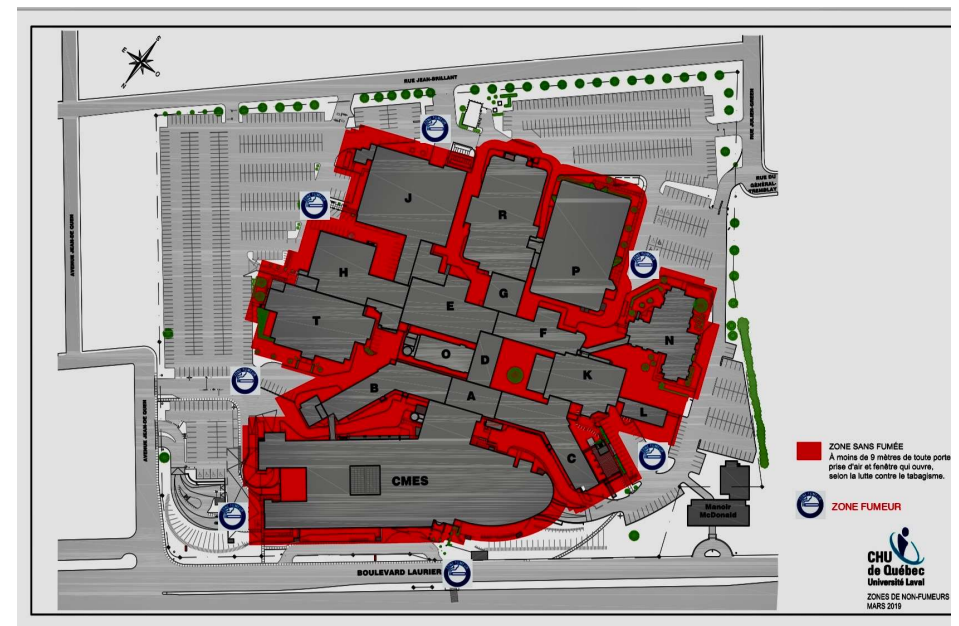 RUE JEAN-BRILLANT
RUE JULIEN-GREEN
RUE DU
GÉNÉRAL-
TREMBLAY
AVENUE JEAN-DE QUEN
AVENUE JEAN-DE QUEN
J
R
P
H
G
E
T
F
N
O
D
K
B
A
L
C
CMES
Manoir
McDonald
BOULEVARD LAURIER
ZONE SANS FUMÉE
À moins de 9 mètres de toute porte
prise d'air et fenêtre qui ouvre,
selon la lutte contre le tabagisme.
ZONE FUMEUR
CHU
de Québec
Université Laval
ZONES DE NON-FUMEURS
MARS 2019
N
S
E
O